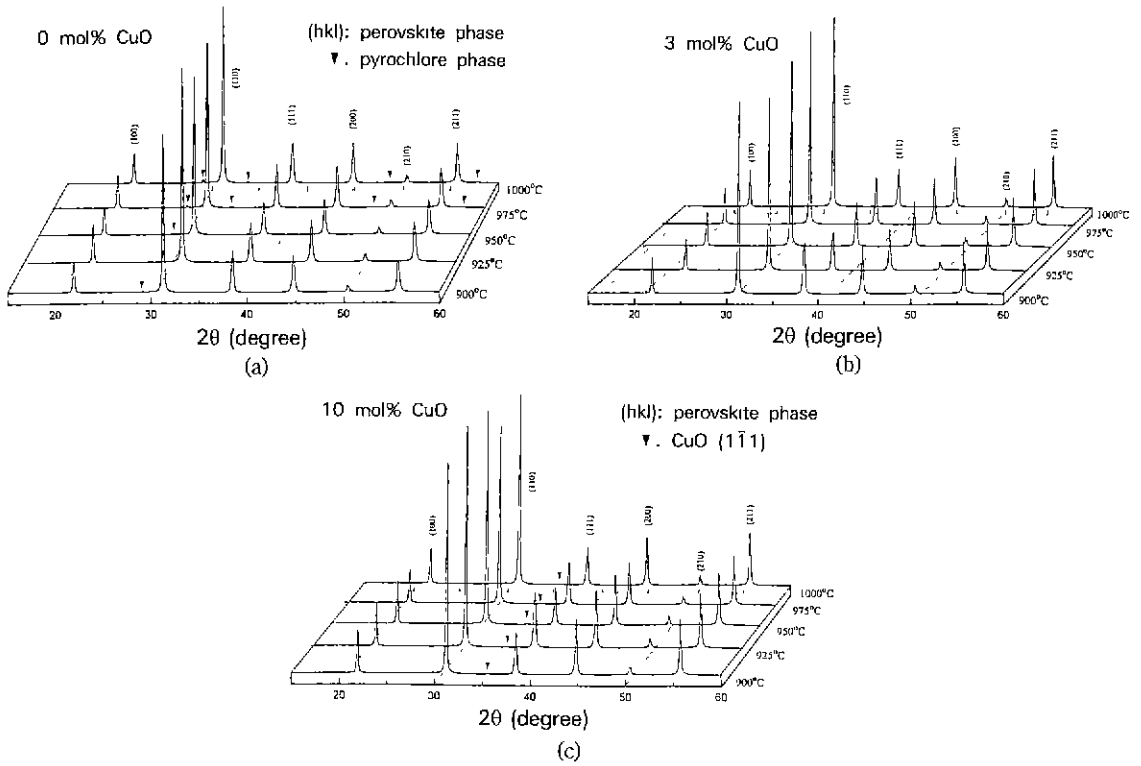 0 mol% CuO
(hkl): perovskite phase
▼. pyrochlore phase
(100)
(110)
(111)
(200)
(210)
(211)
1000°C
975°C
950°C
925°C
900°C
20 30 40 50 60
2θ (degree)
(a)
3 mol% CuO
(110)
(111)
(210)
(211)
1000°C
975°C
950°C
925°C
900°C
20 30 40 50 60
2θ (degree)
(b)
10 mol% CuO
(hkl): perovskite phase
▼. CuO (11̄1)
(100)
(110)
(111)
(200)
(210)
(211)
1000°C
975°C
950°C
925°C
900°C
20 30 40 50 60
2θ (degree)
(c)